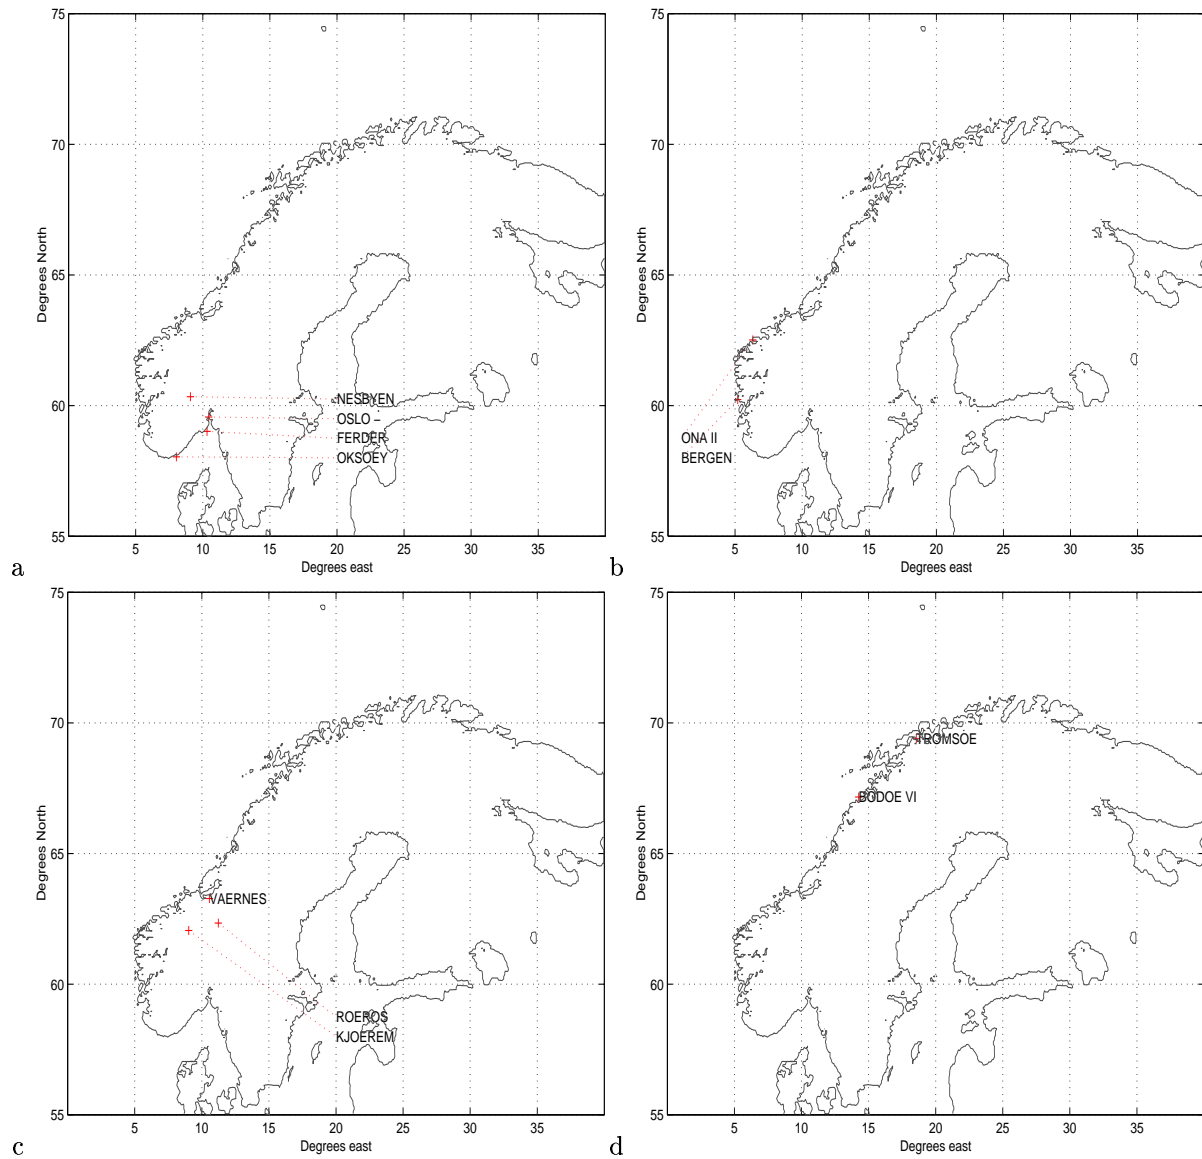 75
70
65
60
55
Degrees North
NESBYEN
OSLO –
FERDER
OKSOEY
5 10 15 20 25 30 35
Degrees east
a
75
70
65
60
55
Degrees North
ONA II
BERGEN
5 10 15 20 25 30 35
Degrees east
b
75
70
65
60
55
Degrees North
VAERNES
ROEROS
KJOEREM
5 10 15 20 25 30 35
Degrees east
c
75
70
65
60
55
Degrees North
TROMSOE
BODOE VI
5 10 15 20 25 30 35
Degrees east
d